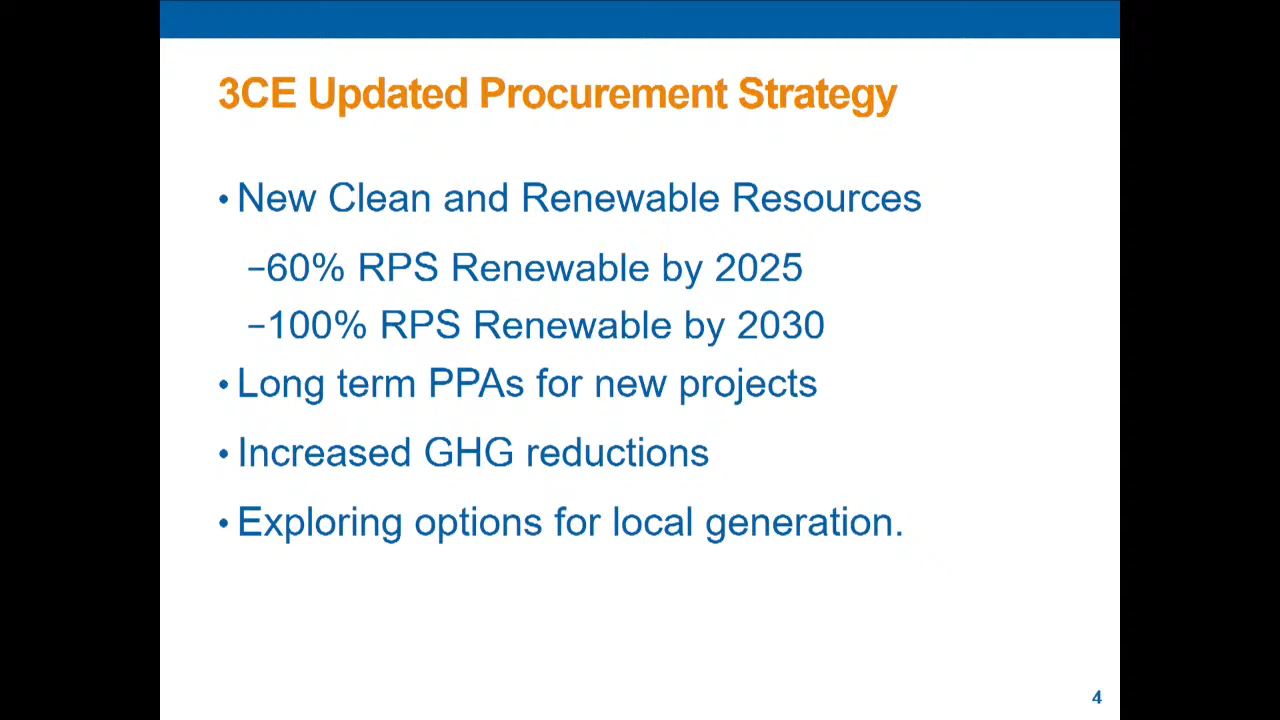 3CE Updated Procurement Strategy
• New Clean and Renewable Resources
–60% RPS Renewable by 2025
–100% RPS Renewable by 2030
• Long term PPAs for new projects
• Increased GHG reductions
• Exploring options for local generation.
4